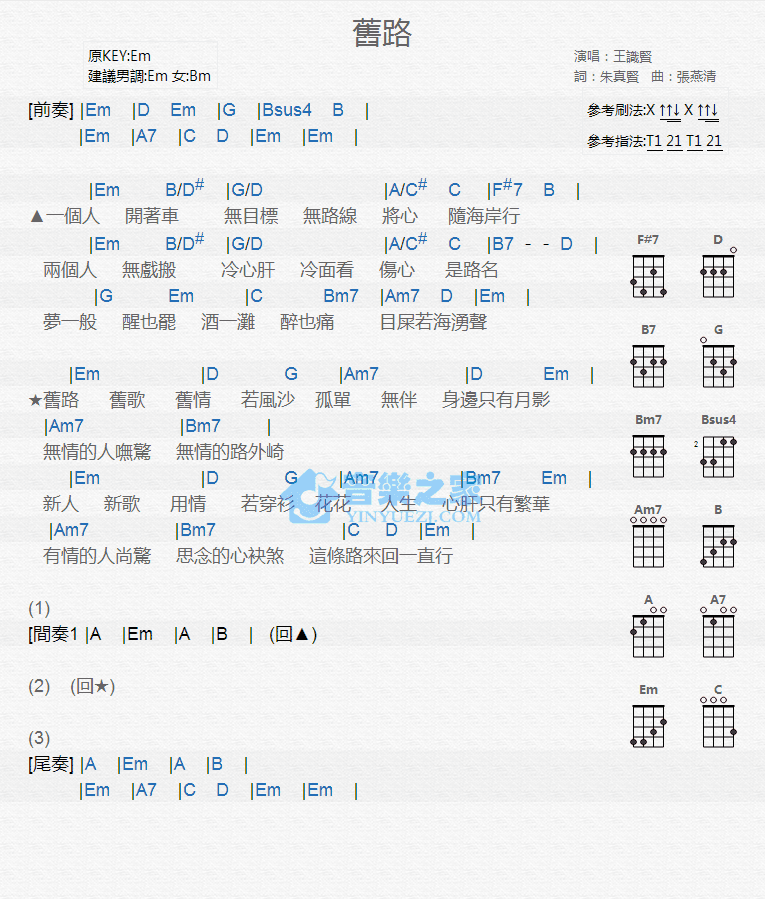 舊路
原KEY:Em
建議男調:Em 女:Bm
演唱：王識賢
詞：朱真賢 曲：張燕清
[前奏] |Em |D Em |G |Bsus4 B |
|Em |A7 |C D |Em |Em |
參考刷法:X ↑↑↓ X ↑↑↓
參考指法:T1 21 T1 21
|Em B/D# |G/D |A/C# C |F#7 B |
▲一個人 開著車 無目標 無路線 將心 隨海岸行
|Em B/D# |G/D |A/C# C |B7 - - D |
兩個人 無戲搬 冷心肝 冷面看 傷心 是路名
|G Em |C Bm7 |Am7 D |Em |
夢一般 醒也罷 酒一灘 醉也痛 目屎若海湧聲
|Em |D G |Am7 |D Em |
★舊路 舊歌 舊情 若風沙 孤單 無伴 身邊只有月影
|Am7 |Bm7 |
無情的人嘸驚 無情的路外崎
|Em |D G |Am7 |Bm7 Em |
新人 新歌 用情 若穿衫 花花 人生 心肝只有繁華
|Am7 |Bm7 |C D |Em |
有情的人尚驚 思念的心袂煞 這條路來回一直行
音樂之家
YINYUEZI.COM
(1)
[間奏1 |A |Em |A |B | (回▲)
(2) (回★)
(3)
[尾奏] |A |Em |A |B |
|Em |A7 |C D |Em |Em |
F#7 D
B7 G
Bm7 Bsus4
2
Am7 B
A A7
Em C